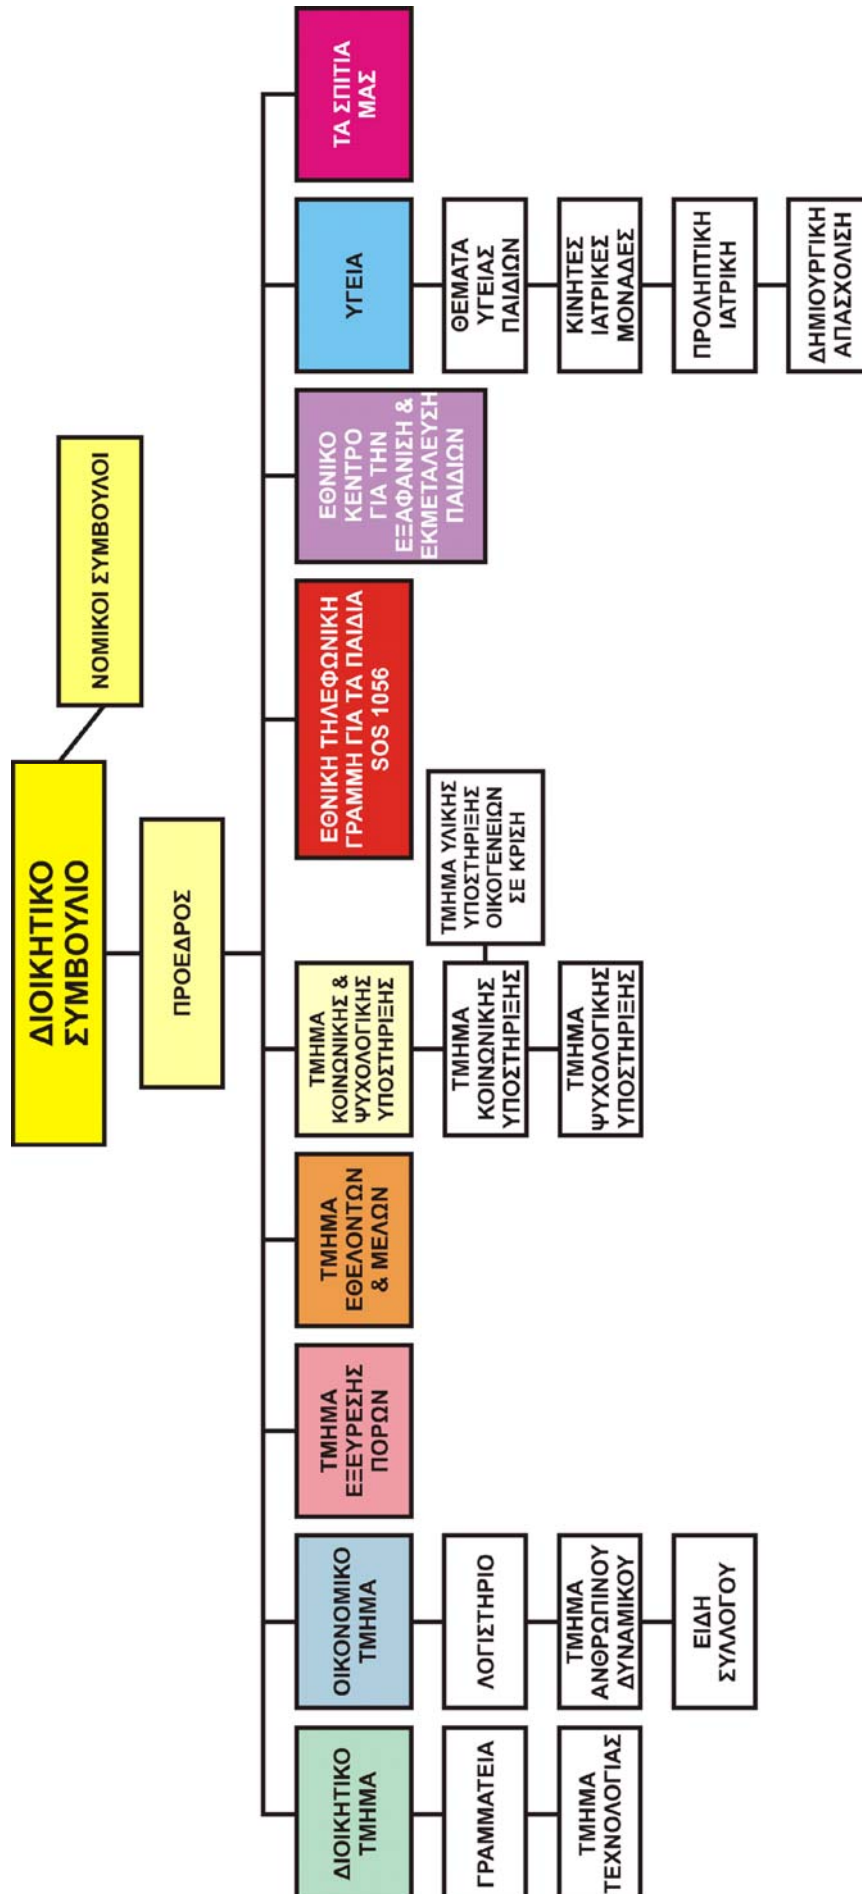 ΔΙΟΙΚΗΤΙΚΟ
ΣΥΜΒΟΥΛΙΟ
ΝΟΜΙΚΟΙ ΣΥΜΒΟΥΛΟΙ
ΠΡΟΕΔΡΟΣ
ΔΙΟΙΚΗΤΙΚΟ
ΤΜΗΜΑ
ΓΡΑΜΜΑΤΕΙΑ
ΤΜΗΜΑ
ΤΕΧΝΟΛΟΓΙΑΣ
ΟΙΚΟΝΟΜΙΚΟ
ΤΜΗΜΑ
ΛΟΓΙΣΤΗΡΙΟ
ΤΜΗΜΑ
ΑΝΘΡΩΠΙΝΟΥ
ΔΥΝΑΜΙΚΟΥ
ΕΙΔΗ
ΣΥΛΛΟΓΟΥ
ΤΜΗΜΑ
ΕΞΕΥΡΕΣΗΣ
ΠΟΡΩΝ
ΤΜΗΜΑ
ΕΘΕΛΟΝΤΩΝ
& ΜΕΛΩΝ
ΤΜΗΜΑ
ΚΟΙΝΩΝΙΚΗΣ &
ΨΥΧΟΛΟΓΙΚΗΣ
ΥΠΟΣΤΗΡΙΞΗΣ
ΤΜΗΜΑ
ΚΟΙΝΩΝΙΚΗΣ
ΥΠΟΣΤΗΡΙΞΗΣ
ΤΜΗΜΑ ΥΛΙΚΗΣ
ΥΠΟΣΤΗΡΙΞΗΣ
ΟΙΚΟΓΕΝΕΙΩΝ
ΣΕ ΚΡΙΣΗ
ΤΜΗΜΑ
ΨΥΧΟΛΟΓΙΚΗΣ
ΥΠΟΣΤΗΡΙΞΗΣ
ΕΘΝΙΚΗ ΤΗΛΕΦΩΝΙΚΗ
ΓΡΑΜΜΗ ΓΙΑ ΤΑ ΠΑΙΔΙΑ
SOS 1056
ΕΘΝΙΚΟ
ΚΕΝΤΡΟ
ΓΙΑ ΤΗΝ
ΕΞΑΦΑΝΙΣΗ &
ΕΚΜΕΤΑΛΕΥΣΗ
ΠΑΙΔΙΩΝ
ΥΓΕΙΑ
ΘΕΜΑΤΑ
ΥΓΕΙΑΣ
ΠΑΙΔΙΩΝ
ΚΙΝΗΤΕΣ
ΙΑΤΡΙΚΕΣ
ΜΟΝΑΔΕΣ
ΠΡΟΛΗΠΤΙΚΗ
ΙΑΤΡΙΚΗ
ΔΗΜΙΟΥΡΓΙΚΗ
ΑΠΑΣΧΟΛΙΣΗ
ΤΑ ΣΠΙΤΙΑ
ΜΑΣ